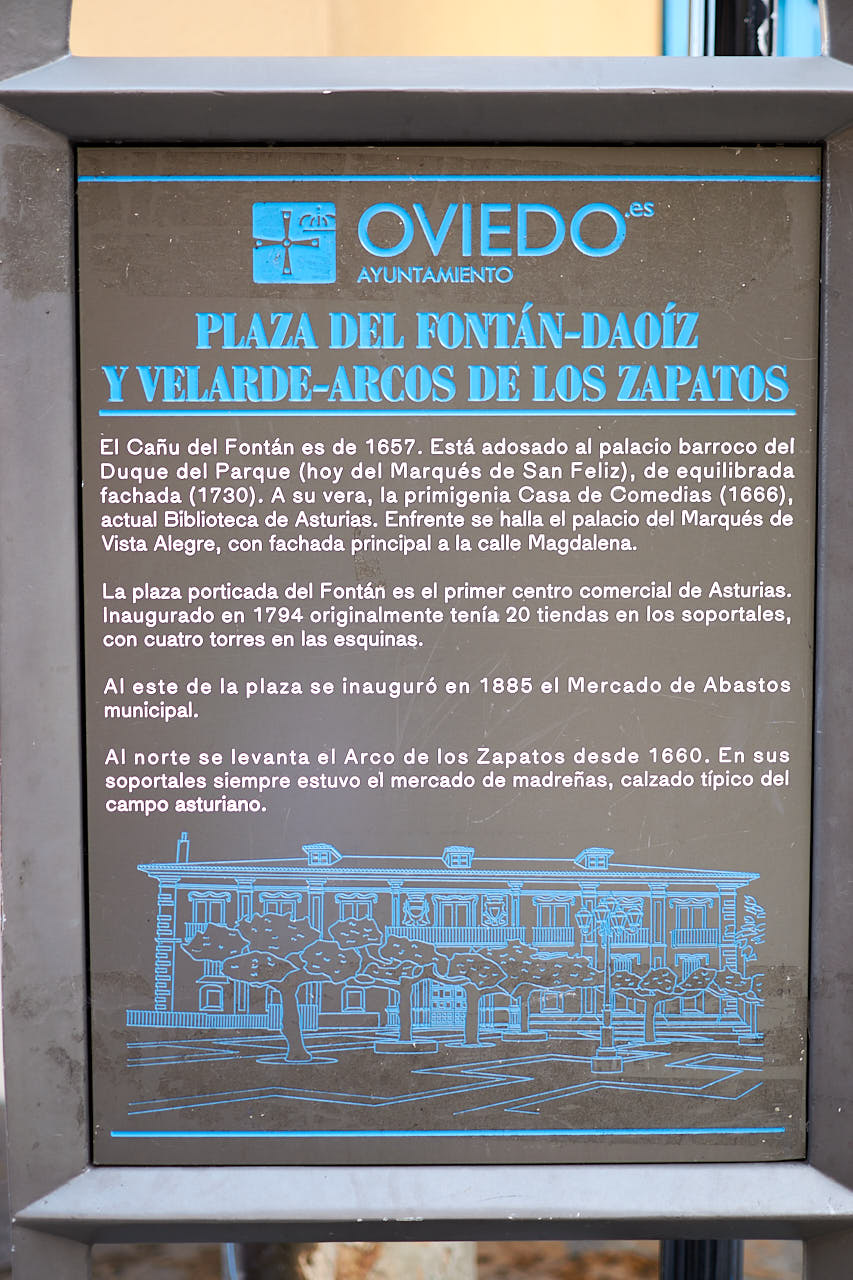 OVIEDO.es
AYUNTAMIENTO
PLAZA DEL FONTÁN-DAOÍZ
Y VELARDE-ARCOS DE LOS ZAPATOS
El Cañu del Fontán es de 1657. Está adosado al palacio barroco del
Duque del Parque (hoy del Marqués de San Feliz), de equilibrada
fachada (1730). A su vera, la primigenia Casa de Comedias (1666),
actual Biblioteca de Asturias. Enfrente se halla el palacio del Marqués de
Vista Alegre, con fachada principal a la calle Magdalena.
La plaza porticada del Fontán es el primer centro comercial de Asturias.
Inaugurado en 1794 originalmente tenía 20 tiendas en los soportales,
con cuatro torres en las esquinas.
Al este de la plaza se inauguró en 1885 el Mercado de Abastos
municipal.
Al norte se levanta el Arco de los Zapatos desde 1660. En sus
soportales siempre estuvo el mercado de madreñas, calzado típico del
campo asturiano.